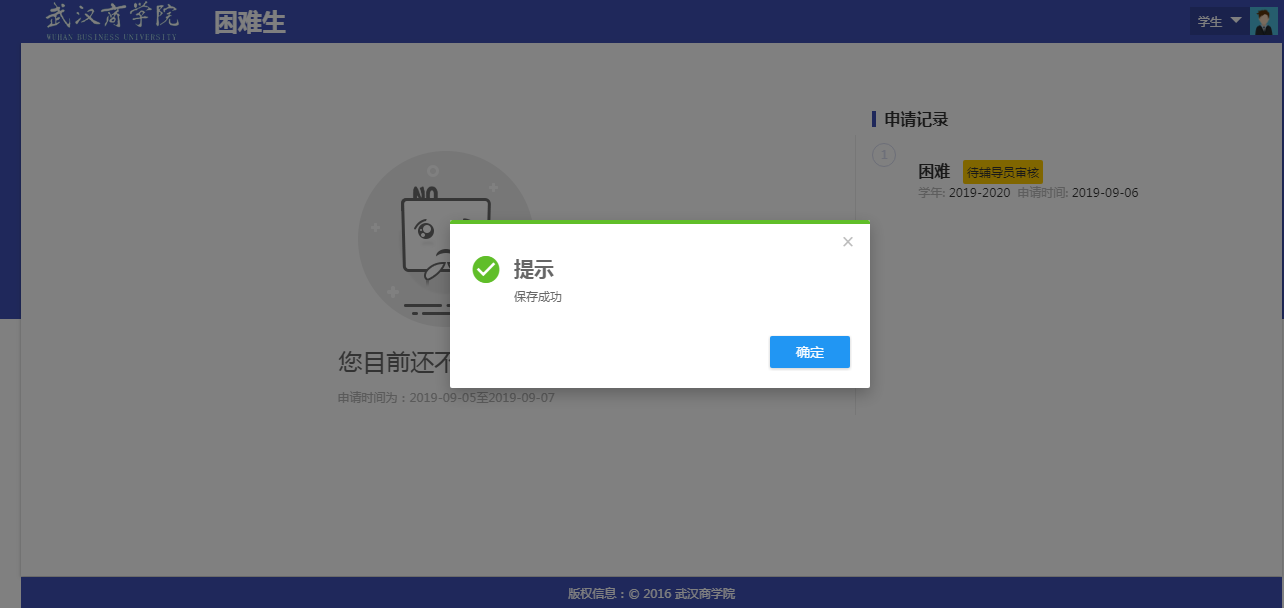 武汉商学院
WUHAN BUSINESS UNIVERSITY
困难生
学生
申请记录
1
困难 待辅导员审核
学年: 2019-2020 申请时间: 2019-09-06
NO
×
提示
保存成功
确定
您目前还不
申请时间为：2019-09-05至2019-09-07
版权信息：© 2016 武汉商学院